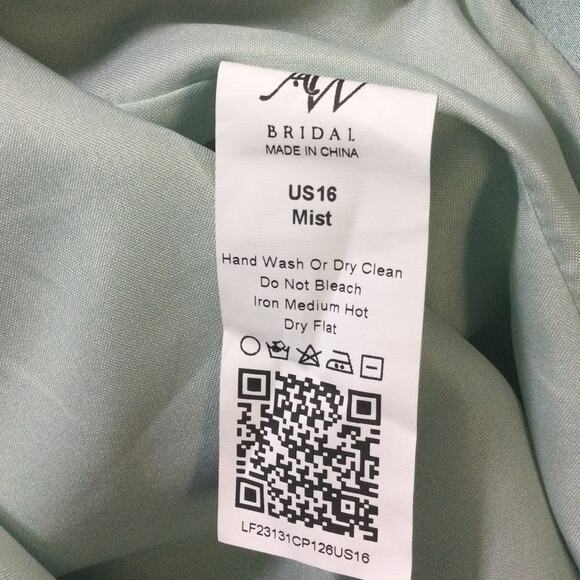 AW
BRIDAL
MADE IN CHINA
US16
Mist
Hand Wash Or Dry Clean
Do Not Bleach
Iron Medium Hot
Dry Flat
LF23131CP126US16